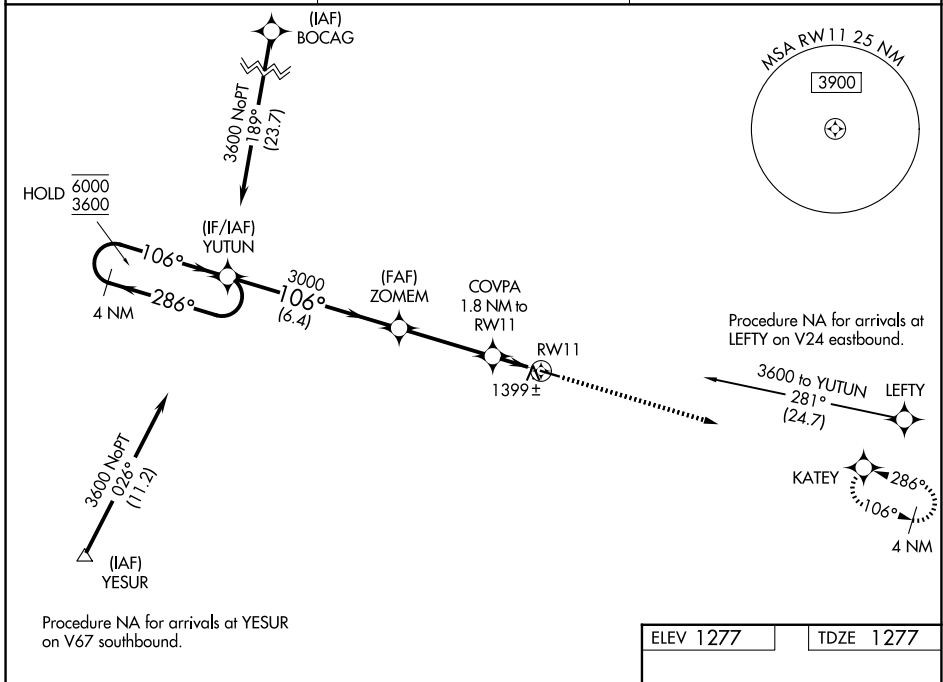 (IAF)
BOCAG
MSA RW11 25 NM
3900
3600 NoPT
189°
(23.7)
HOLD 6000
3600
(IF/IAF)
YUTUN
106°
286°
4 NM
3000
106°
(6.4)
(FAF)
ZOMEM
COVPA
1.8 NM to
RW11
RW11
1399±
Procedure NA for arrivals at
LEFTY on V24 eastbound.
3600 to YUTUN
281°
(24.7)
LEFTY
KATEY
286°
106°
4 NM
3600 NoPT
026°
(11.2)
(IAF)
YESUR
Procedure NA for arrivals at YESUR
on V67 southbound.
ELEV 1277
TDZE 1277